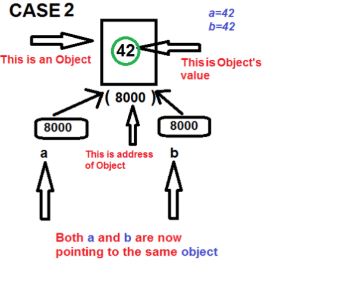 CASE 2
a=42
b=42
42
This is an Object
This is Object's
value
( 8000 )
8000
8000
a
This is address
of Object
b
Both a and b are now
pointing to the same object